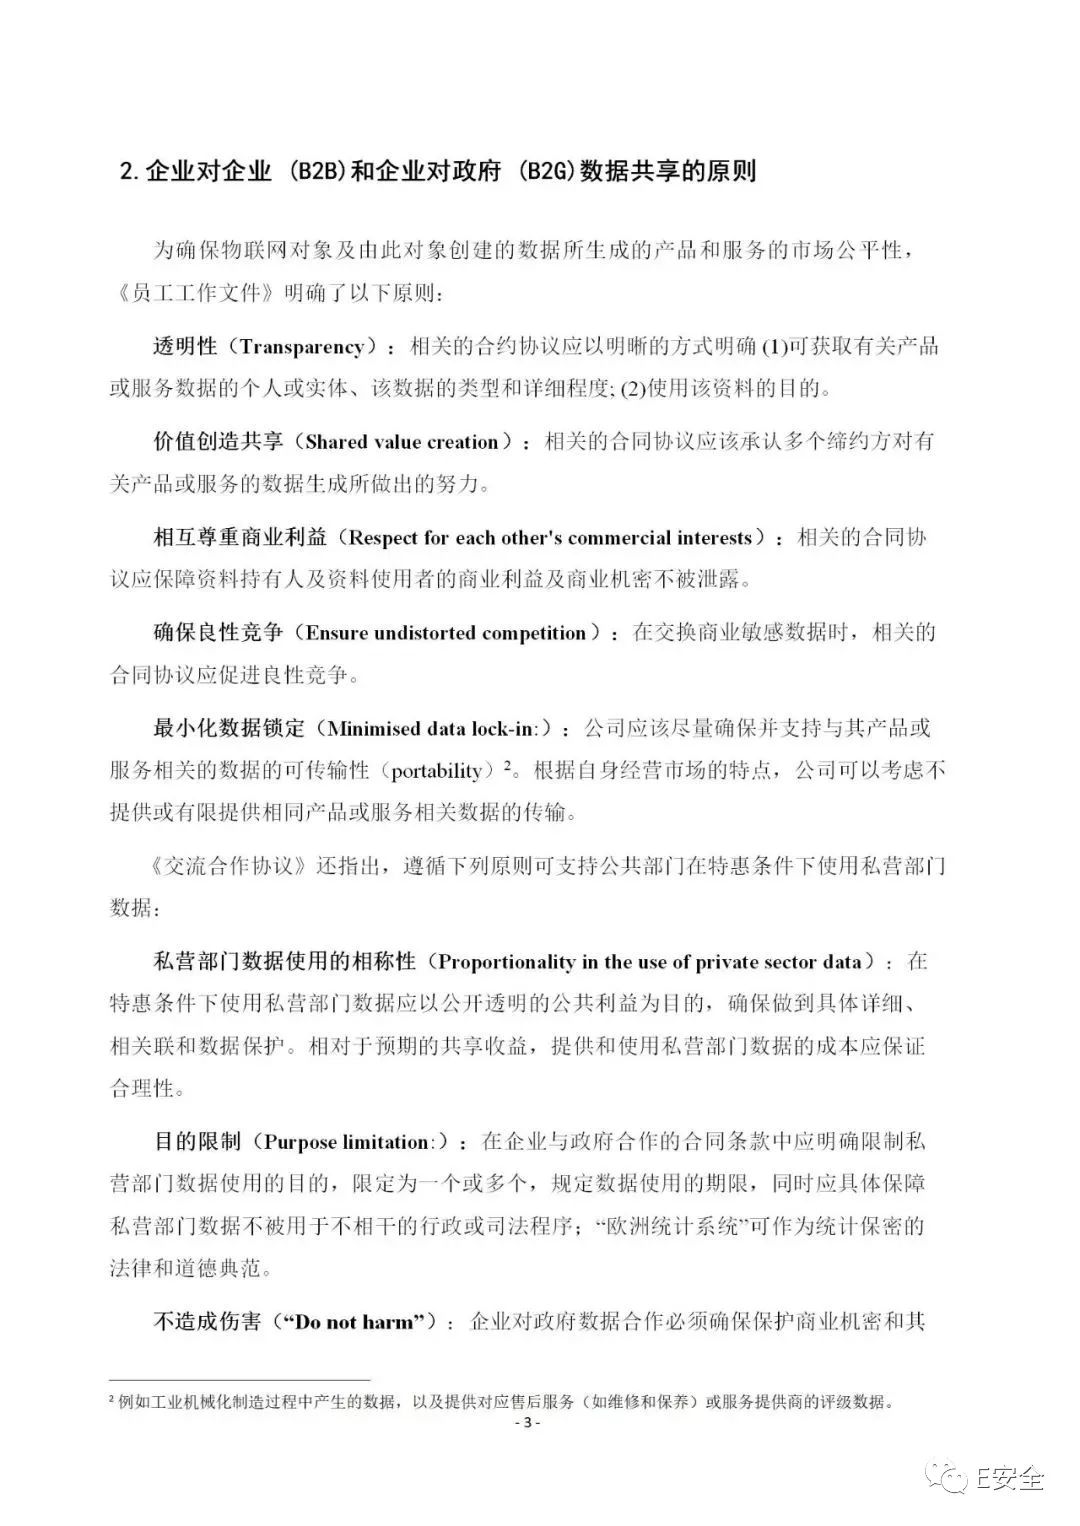 2. 企业对企业 (B2B)和企业对政府 (B2G)数据共享的原则
为确保物联网对象及由此对象创建的数据所生成的产品和服务的市场公平性，
《员工工作文件》明确了以下原则：
透明性（Transparency）：相关的合约协议应以明晰的方式明确 (1)可获取有关产品
或服务数据的个人或实体、该数据的类型和详细程度; (2)使用该资料的目的。
价值创造共享（Shared value creation）：相关的合同协议应该承认多个缔约方对有
关产品或服务的数据生成所做出的努力。
相互尊重商业利益（Respect for each other's commercial interests）：相关的合同协
议应保障资料持有人及资料使用者的商业利益及商业机密不被泄露。
确保良性竞争（Ensure undistorted competition）：在交换商业敏感数据时，相关的
合同协议应促进良性竞争。
最小化数据锁定（Minimised data lock-in:）：公司应该尽量确保并支持与其产品或
服务相关的数据的可传输性（portability）²。根据自身经营市场的特点，公司可以考虑不
提供或有限提供相同产品或服务相关数据的传输。
《交流合作协议》还指出，遵循下列原则可支持公共部门在特惠条件下使用私营部门
数据：
私营部门数据使用的相称性（Proportionality in the use of private sector data）：在
特惠条件下使用私营部门数据应以公开透明的公共利益为目的，确保做到具体详细、
相关联和数据保护。相对于预期的共享收益，提供和使用私营部门数据的成本应保证
合理性。
目的限制（Purpose limitation:）：在企业与政府合作的合同条款中应明确限制私
营部门数据使用的目的，限定为一个或多个，规定数据使用的期限，同时应具体保障
私营部门数据不被用于不相干的行政或司法程序；“欧洲统计系统”可作为统计保密的
法律和道德典范。
不造成伤害（“Do not harm”）：企业对政府数据合作必须确保保护商业机密和其
² 例如工业机械化制造过程中产生的数据，以及提供对应售后服务（如维修和保养）或服务提供商的评级数据。
- 3 -
E安全